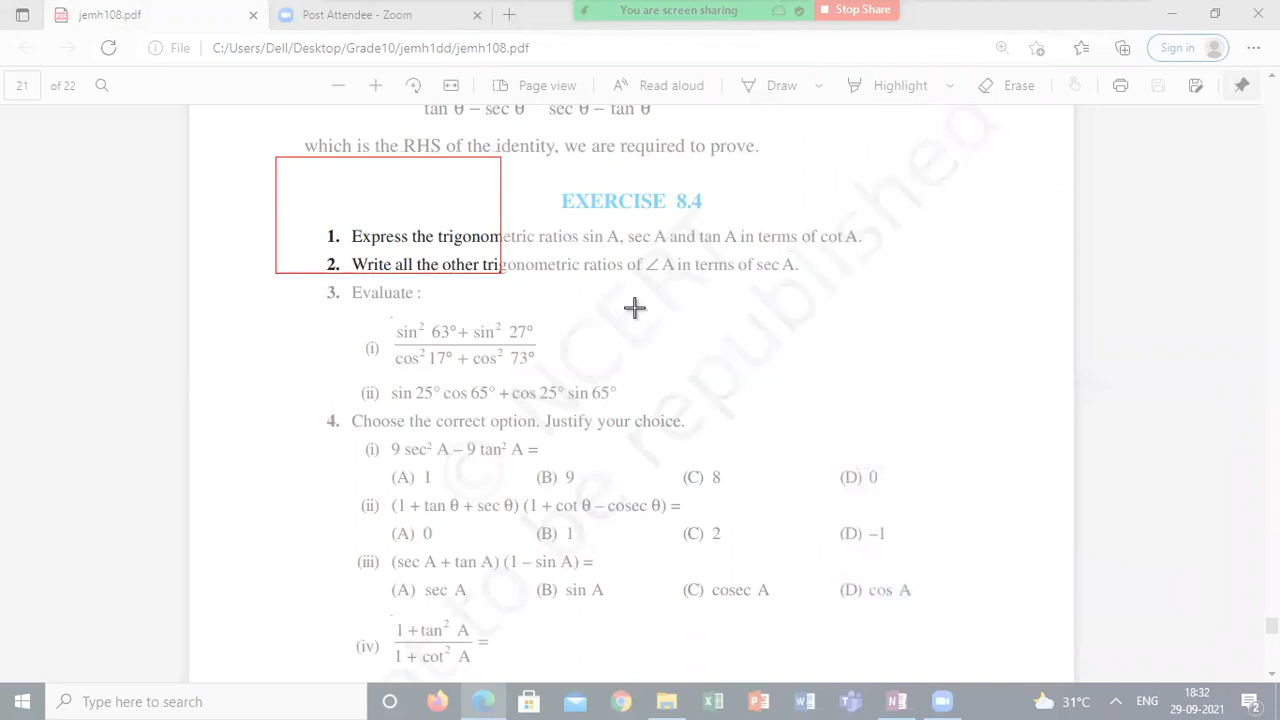 jemh108.pdf
Post Attendee - Zoom
You are screen sharing
Stop Share
File
C:/Users/Dell/Desktop/Grade10/jemh1dd/jemh108.pdf
Sign in
21 of 22
Page view
Read aloud
Draw
Highlight
Erase
tan θ – sec θ sec θ – tan θ
which is the RHS of the identity, we are required to prove.
EXERCISE 8.4
1. Express the trigonometric ratios sin A, sec A and tan A in terms of cot A.
2. Write all the other trigonometric ratios of ∠ A in terms of sec A.
3. Evaluate :
(i) sin² 63° + sin² 27°
cos² 17° + cos² 73°
(ii) sin 25° cos 65° + cos 25° sin 65°
4. Choose the correct option. Justify your choice.
(i) 9 sec² A – 9 tan² A =
(A) 1 (B) 9 (C) 8 (D) 0
(ii) (1 + tan θ + sec θ) (1 + cot θ – cosec θ) =
(A) 0 (B) 1 (C) 2 (D) –1
(iii) (sec A + tan A) (1 – sin A) =
(A) sec A (B) sin A (C) cosec A (D) cos A
(iv) 1 + tan² A
1 + cot² A =
© NCERT
to be republished
Type here to search
31°C
ENG
18:32
29-09-2021
2